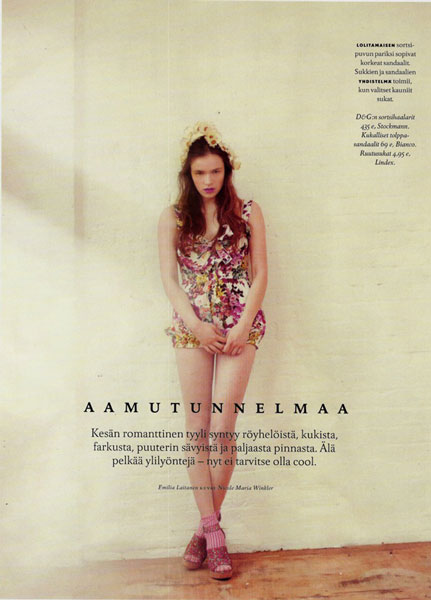 LOLITAMAISEN sortsi-
puvun pariksi sopivat
korkeat sandaalit.
Sukkien ja sandaalien
YHDISTELMÄ toimii,
kun valitset kauniit
sukat.
D&G:n sortsihaalarit
435 e, Stockmann.
Kukalliset tolppa-
sandaalit 69 e, Bianco.
Ruutusukat 4,95 e,
Lindex.
AAMUTUNNELMAA
Kesän romanttinen tyyli syntyy röyhelöistä, kukista,
farkusta, puuterin sävyistä ja paljaasta pinnasta. Älä
pelkää ylilyöntejä – nyt ei tarvitse olla cool.
Emilia Laitanen KUVAT Nicole Maria Winkler